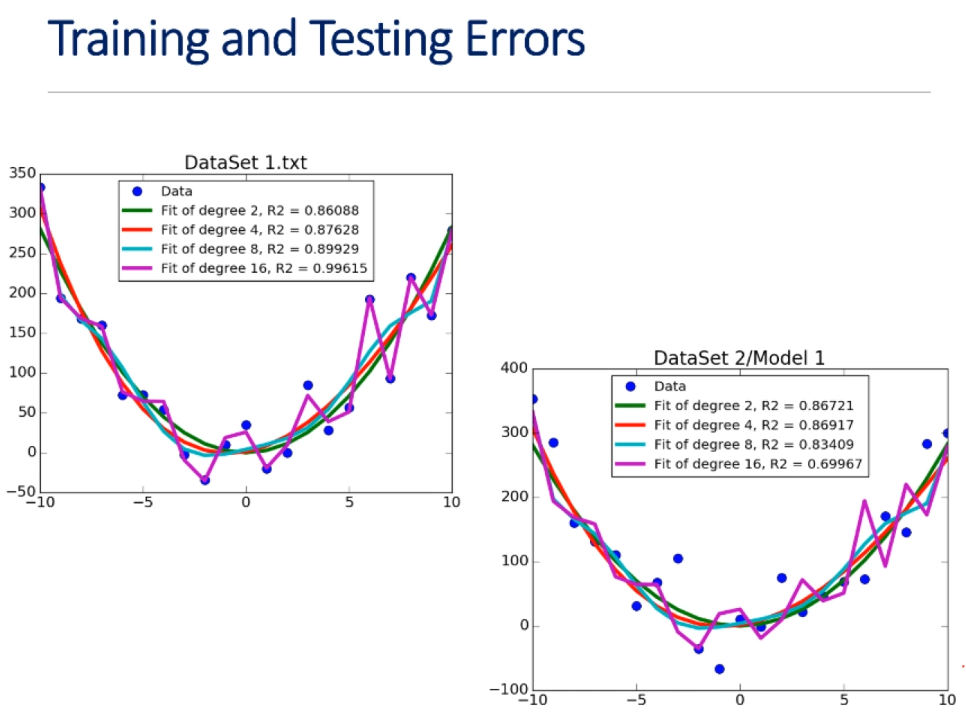 Training and Testing Errors
DataSet 1.txt
350
300
250
200
150
100
50
0
−50
−10
−5
0
5
10
Data
Fit of degree 2, R2 = 0.86088
Fit of degree 4, R2 = 0.87628
Fit of degree 8, R2 = 0.89929
Fit of degree 16, R2 = 0.99615
DataSet 2/Model 1
400
300
200
100
0
−100
−10
−5
0
5
10
Data
Fit of degree 2, R2 = 0.86721
Fit of degree 4, R2 = 0.86917
Fit of degree 8, R2 = 0.83409
Fit of degree 16, R2 = 0.69967